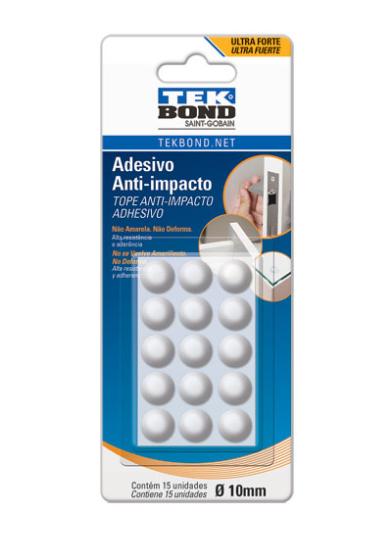 ULTRA FORTE
ULTRA FUERTE
TEK
BOND
SAINT-GOBAIN
TEKBOND.NET
Adesivo
Anti-impacto
TOPE ANTI-IMPACTO
ADHESIVO
Não Amarela. Não Deforma.
Alta resistência
e aderência
No se Vuelve Amarillento.
No Deforma
Alta
y
Contém 15 unidades
Contiene 15 unidades
Ø 10mm